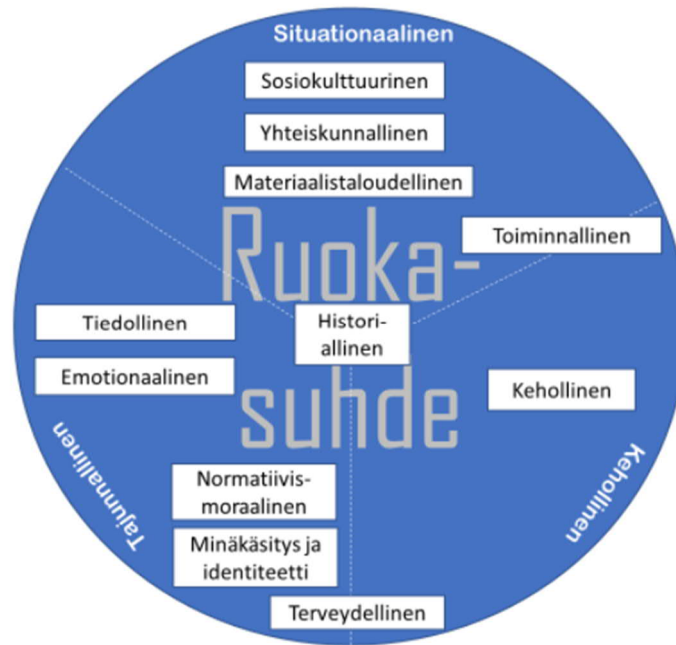 Situationaalinen
Sosiokulttuurinen
Yhteiskunnallinen
Materiaalistaloudellinen
Toiminnallinen
Ruoka-
suhde
Histori-
allinen
Tiedollinen
Emotionaalinen
Kehollinen
Tajunnallinen
Kehollinen
Normatiivis-
moraalinen
Minäkäsitys ja
identiteetti
Terveydellinen